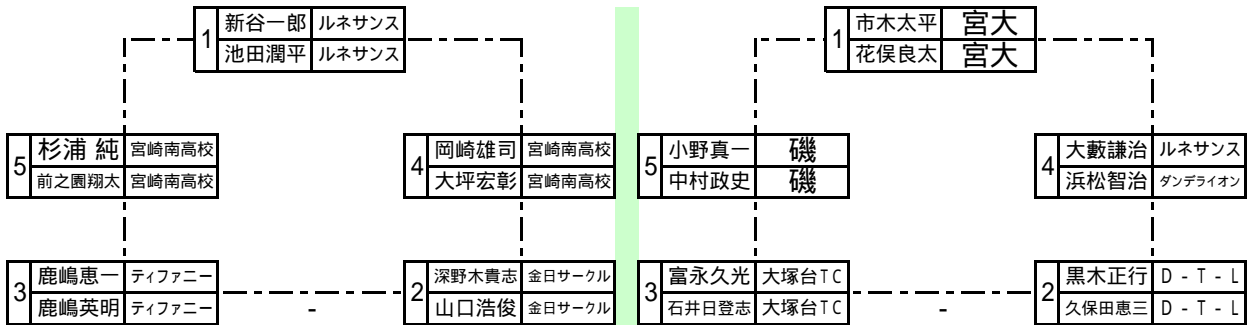 1 新谷一郎 ルネサンス
池田潤平 ルネサンス
1 市木太平 宮大
花俣良太 宮大
5 杉浦 純 宮崎南高校
前之園翔太 宮崎南高校
4 岡崎雄司 宮崎南高校
大坪宏彰 宮崎南高校
5 小野真一 磯
中村政史 磯
4 大藪謙治 ルネサンス
浜松智治 ダンデライオン
3 鹿嶋恵一 ティファニー
鹿嶋英明 ティファニー
-
2 深野木貴志 金日サークル
山口浩俊 金日サークル
3 富永久光 大塚台TC
石井日登志 大塚台TC
-
2 黒木正行 D-T-L
久保田恵三 D-T-L